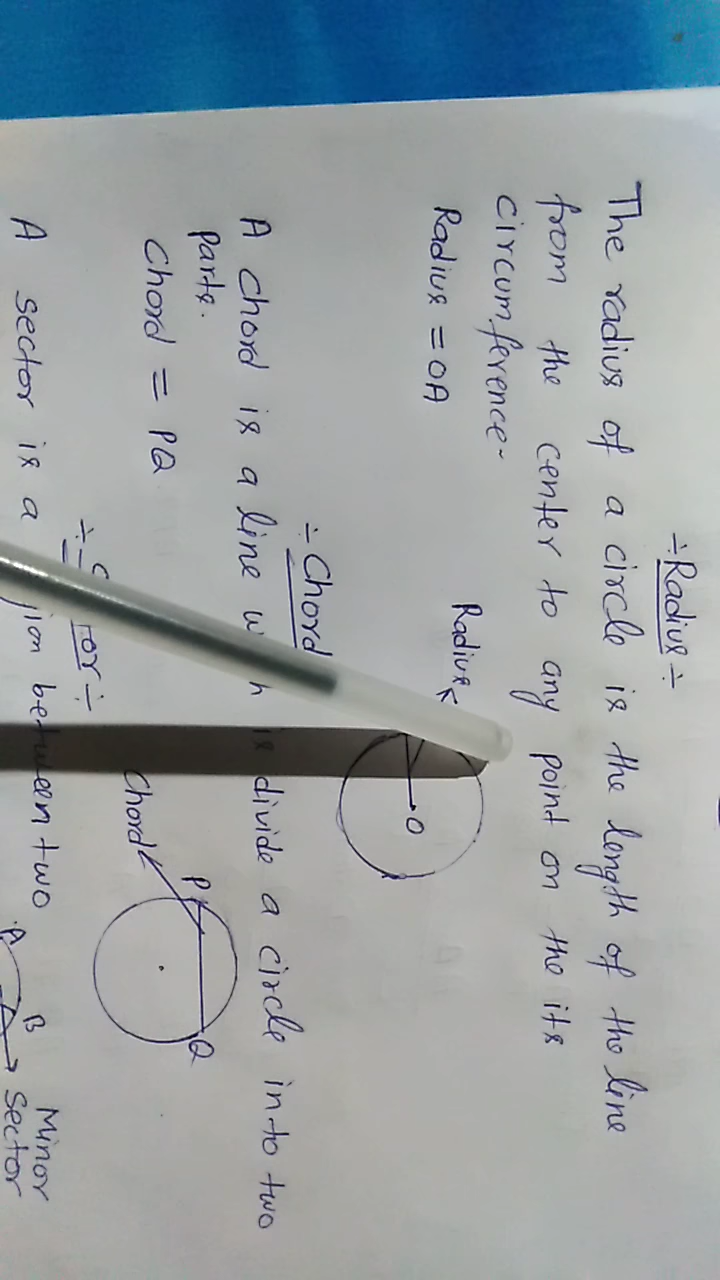 ÷ Radius ÷
The radius of a circle is the length of the line
from the center to any point on the its
circumference-
Radius = OA
Radius
O
÷ Chord
A chord is a line is divide a circle into two
parts.
Chord = PQ
P
Q
Chord
A sector is a between two
A
B
Minor
Sector